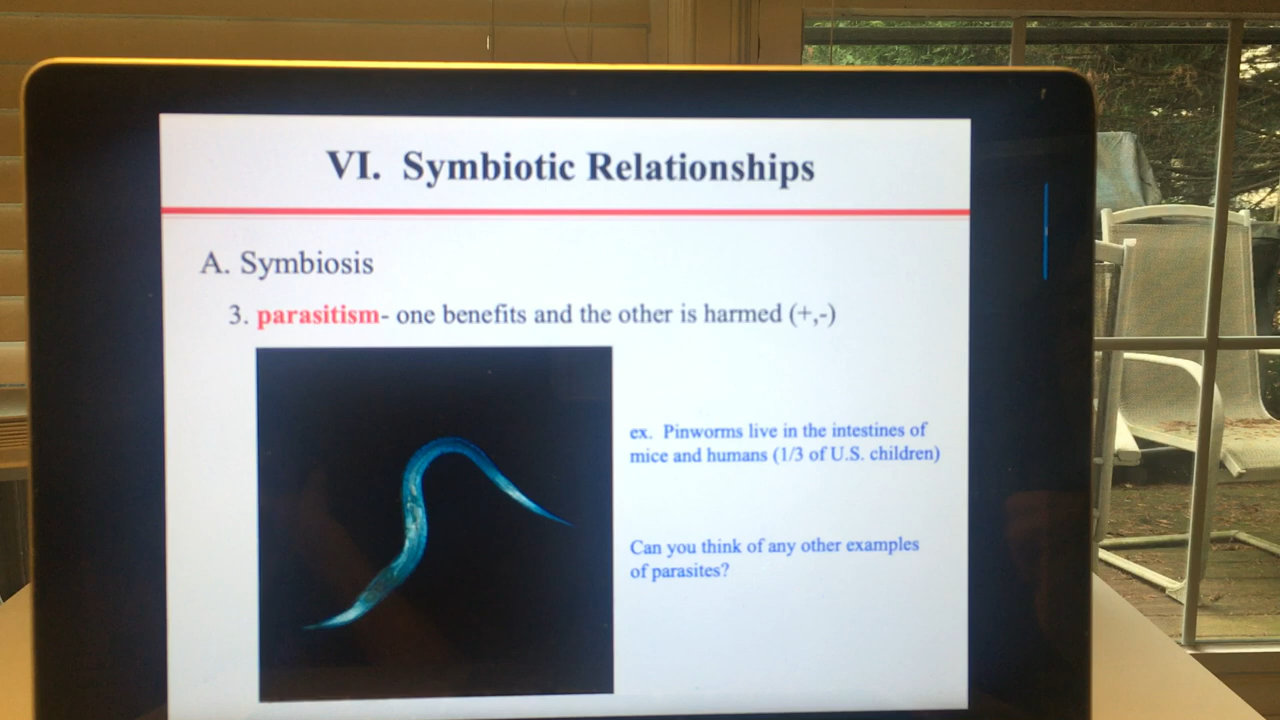 VI. Symbiotic Relationships
A. Symbiosis
3. parasitism- one benefits and the other is harmed (+,-)
ex. Pinworms live in the intestines of
mice and humans (1/3 of U.S. children)
Can you think of any other examples
of parasites?